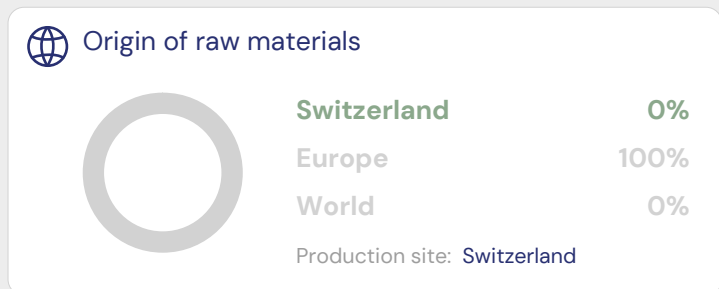 Origin of raw materials
Switzerland 0%
Europe 100%
World 0%
Production site: Switzerland